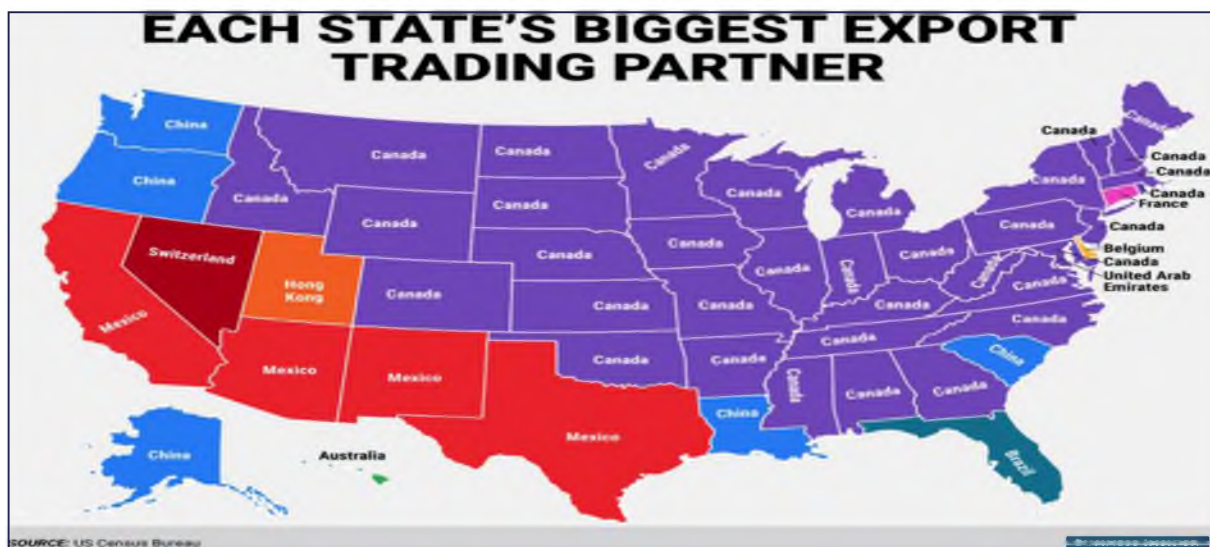 EACH STATE'S BIGGEST EXPORT
TRADING PARTNER
China
Canada
Canada
Canada
Canada
Canada
Canada
Canada
China
Canada
Canada
Canada
Canada
Canada
Canada
Canada
France
Canada
Canada
Canada
Switzerland
Canada
Belgium
Canada
United Arab
Emirates
Hong
Kong
Canada
Canada
Canada
Canada
Canada
Canada
Canada
Canada
Canada
Canada
Mexico
Canada
Canada
Mexico
Mexico
Canada
Canada
Canada
Canada
Canada
China
China
Mexico
Australia
China
Brazil
SOURCE: US Census Bureau